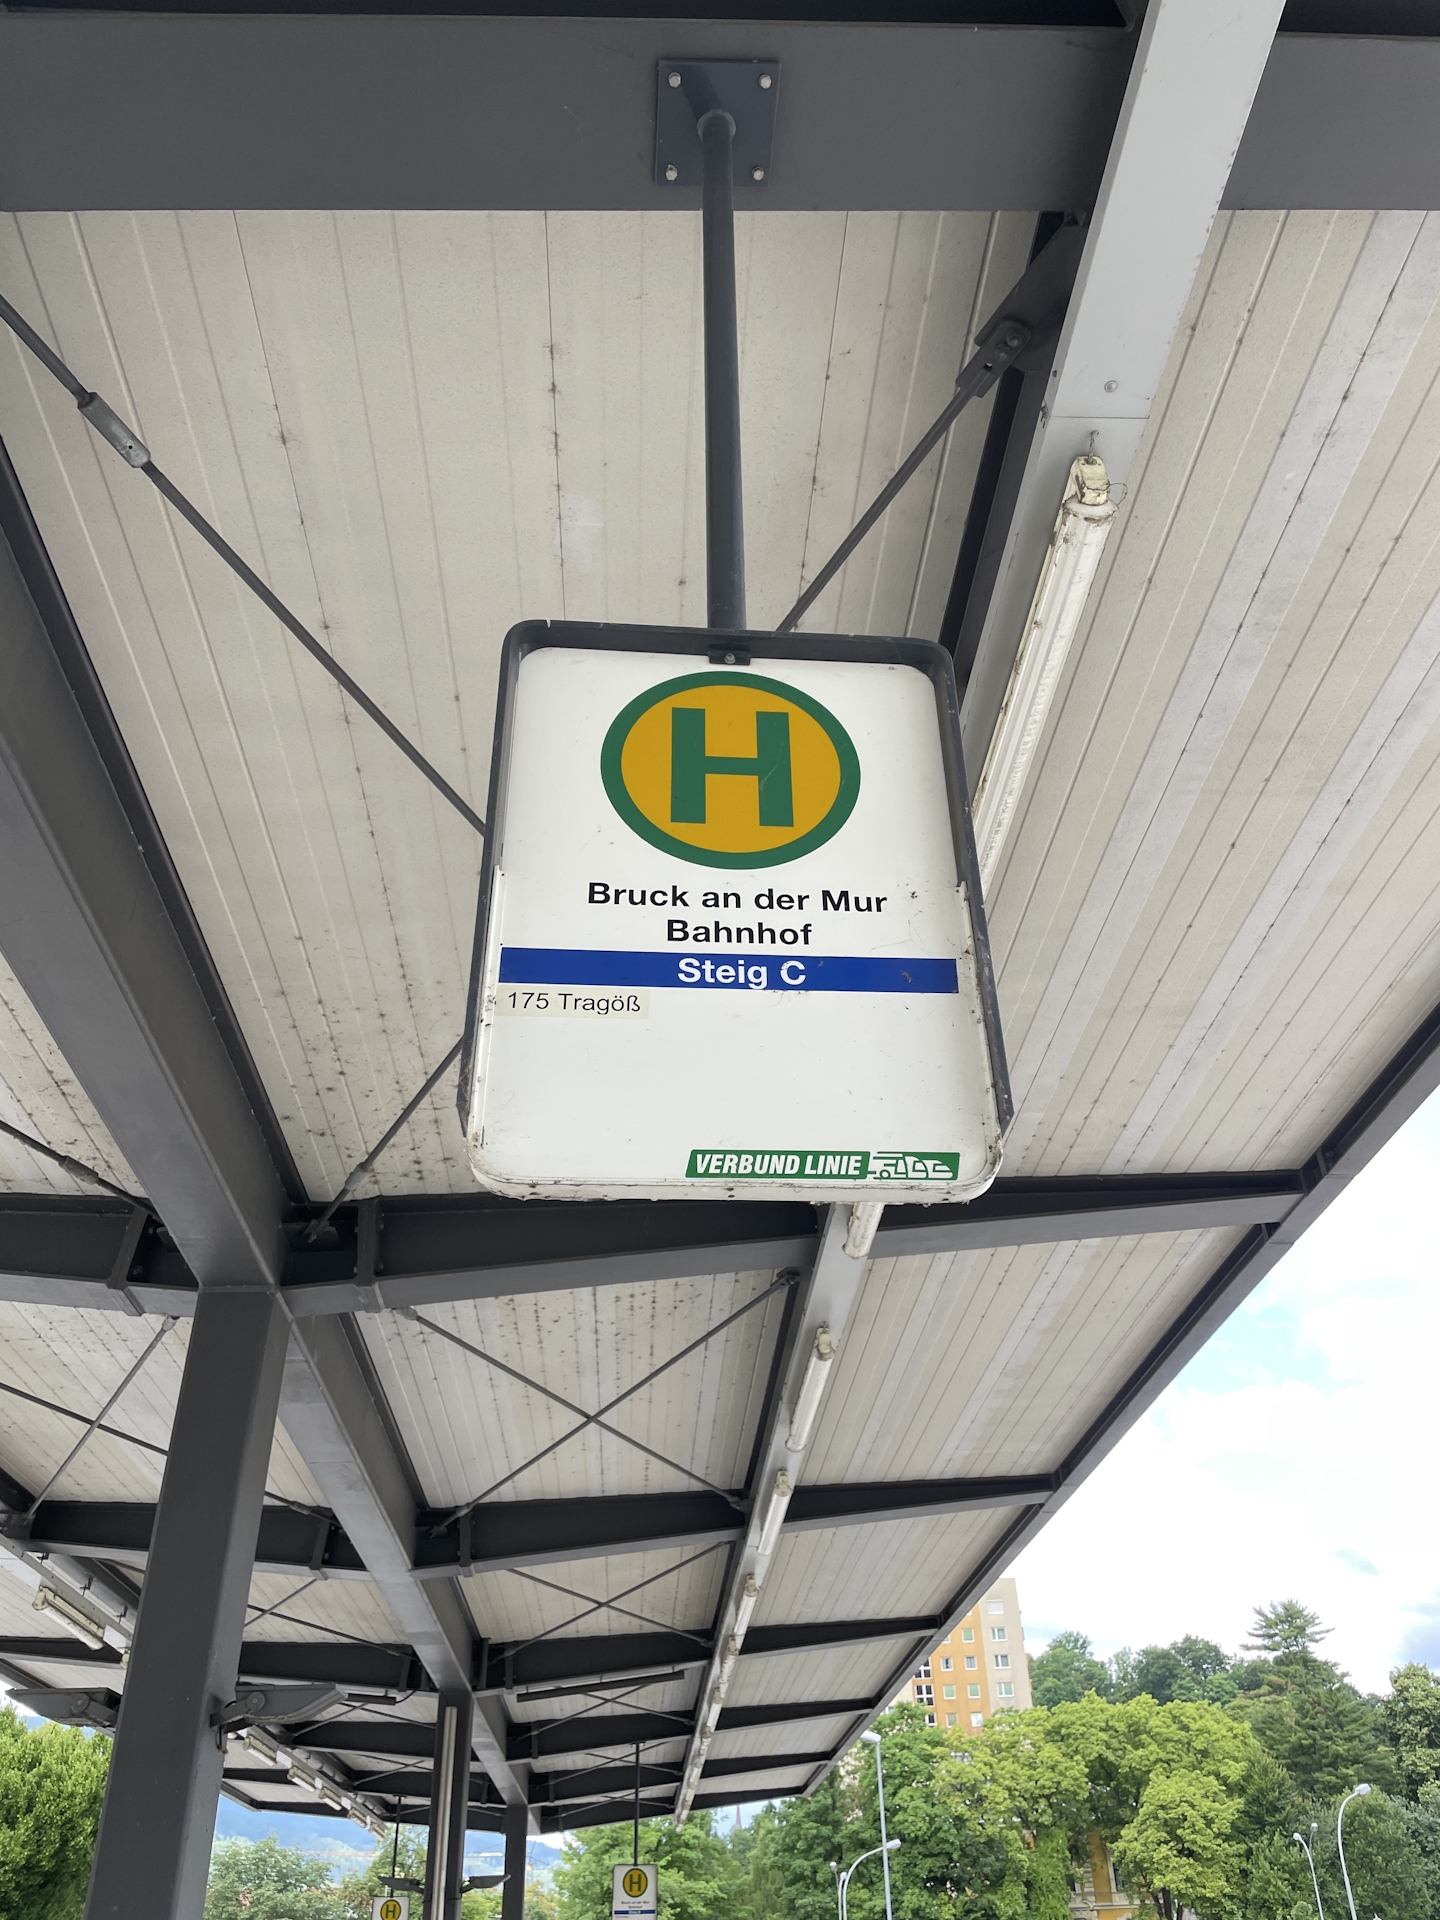 H
Bruck an der Mur
Bahnhof
Steig C
175 Tragöß
VERBUND LINIE
H
H